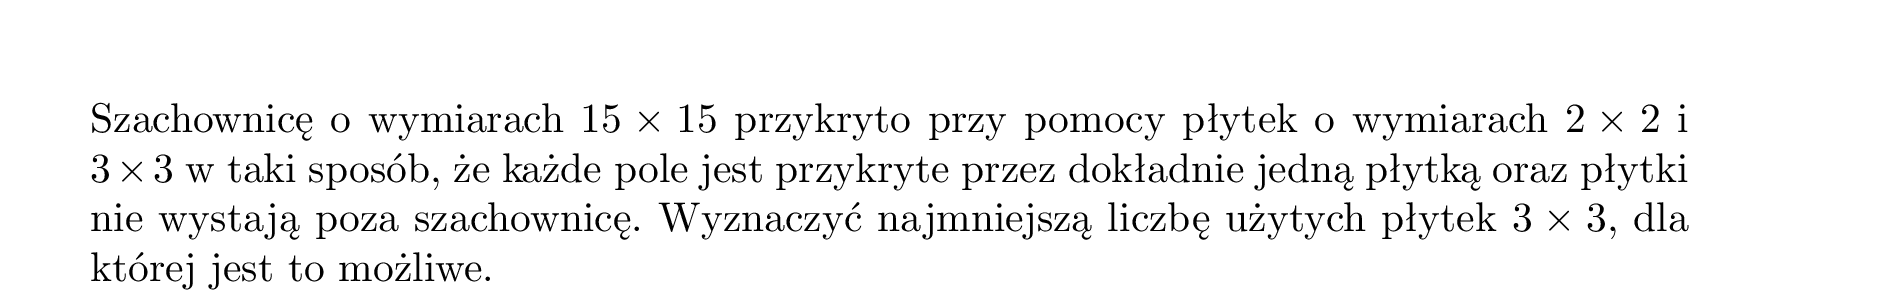 Szachownicę o wymiarach 15 × 15 przykryto przy pomocy płytek o wymiarach 2 × 2 i
3 × 3 w taki sposób, że każde pole jest przykryte przez dokładnie jedną płytką oraz płytki
nie wystają poza szachownicę. Wyznaczyć najmniejszą liczbę użytych płytek 3 × 3, dla
której jest to możliwe.